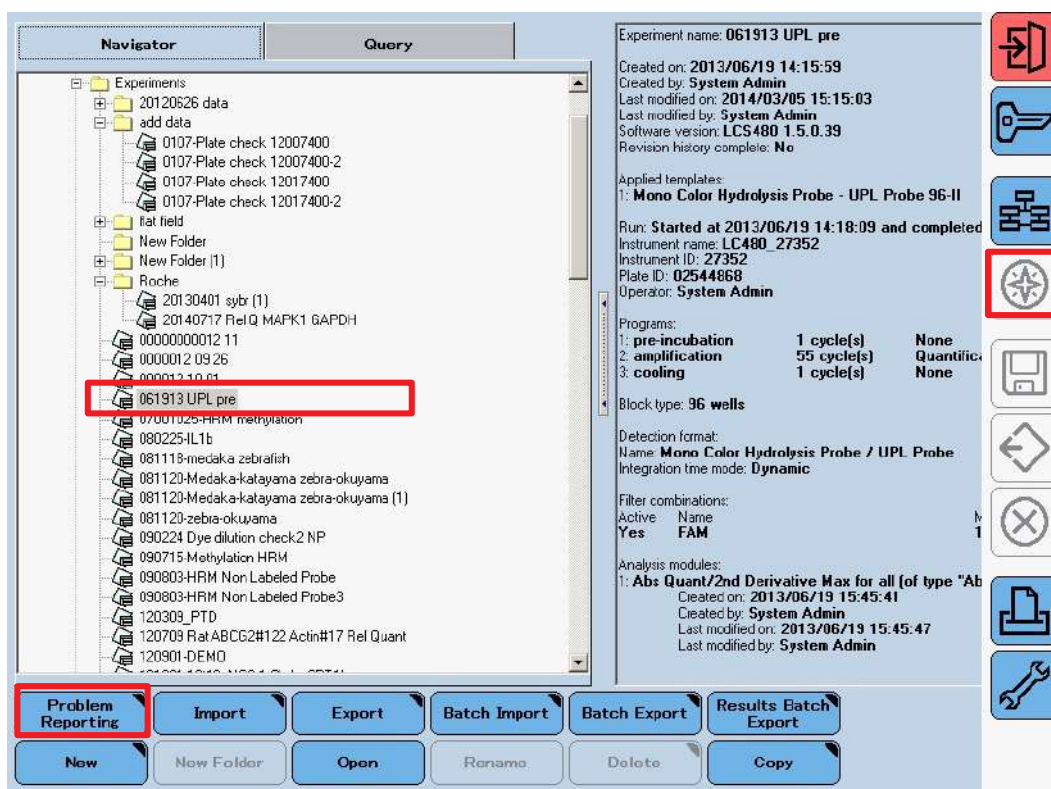 Navigator
Query
Experiments
20120626 data
add data
0107-Plate check 12007400
0107-Plate check 12007400-2
0107-Plate check 12017400
0107-Plate check 12017400-2
flat field
New Folder
New Folder (1)
Roche
20130401 sybr (1)
20140717 Rel Q MAPK1 GAPDH
00000000012 11
0000012 09 26
000012 10 01
061913 UPL pre
07001025-HRM methylation
080225-IL1b
081118-medaka zebrafish
081120-Medaka-katayama zebra-okuyama
081120-Medaka-katayama zebra-okuyama (1)
081120-zebra-okuyama
090224 Dye dilution check2 NP
090715-Methylation HRM
090803-HRM Non Labeled Probe
090803-HRM Non Labeled Probe3
120309_PTD
120709 Rat ABCG2#122 Actin#17 Rel Quant
120901-DEMO
Experiment name: 061913 UPL pre
Created on: 2013/06/19 14:15:59
Created by: System Admin
Last modified on: 2014/03/05 15:15:03
Last modified by: System Admin
Software version: LCS480 1.5.0.39
Revision history complete: No
Applied templates:
1: Mono Color Hydrolysis Probe - UPL Probe 96-II
Run: Started at 2013/06/19 14:18:09 and completed
Instrument name: LC480_27352
Instrument ID: 27352
Plate ID: 02544868
Operator: System Admin
Programs:
1: pre-incubation 1 cycle(s) None
2: amplification 55 cycle(s) Quantific
3: cooling 1 cycle(s) None
Block type: 96 wells
Detection format:
Name: Mono Color Hydrolysis Probe / UPL Probe
Integration time mode: Dynamic
Filter combinations:
Active Name M
Yes FAM 1
Analysis modules:
1: Abs Quant/2nd Derivative Max for all (of type "Ab
Created on: 2013/06/19 15:45:41
Created by: System Admin
Last modified on: 2013/06/19 15:45:47
Last modified by: System Admin
Problem Reporting
Import
Export
Batch Import
Batch Export
Results Batch Export
New
New Folder
Open
Rename
Delete
Copy